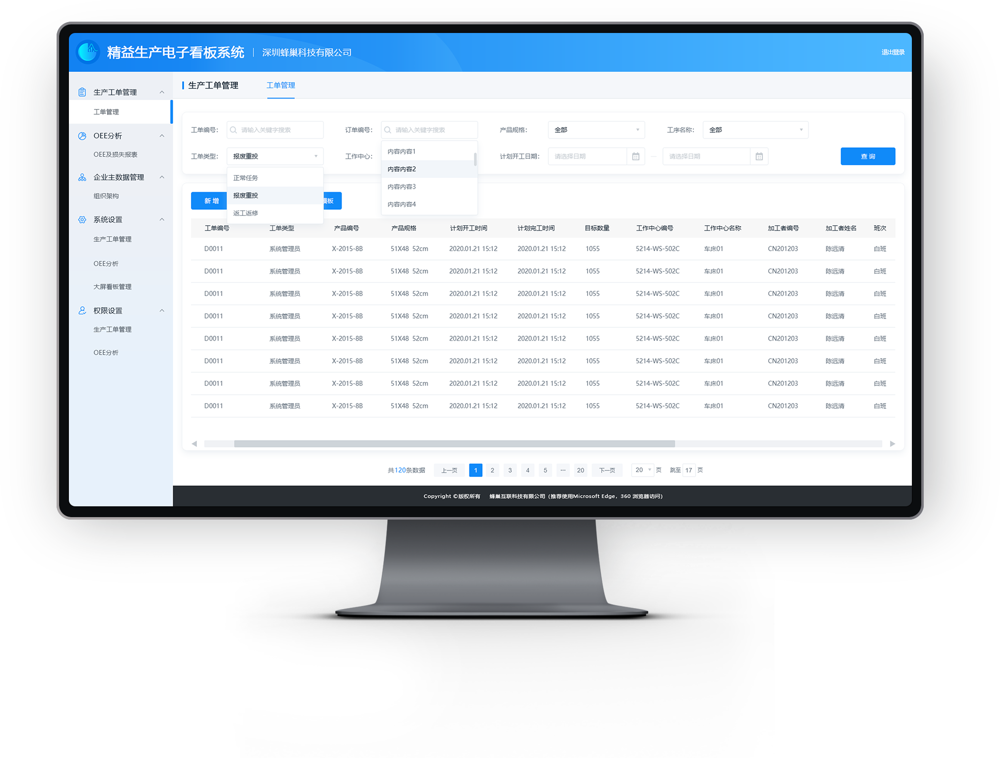 精益生产电子看板系统 | 深圳蜂巢科技有限公司 退出登录
生产工单管理
工单管理
OEE分析
OEE及损失报表
企业主数据管理
组织架构
系统设置
生产工单管理
OEE分析
大屏看板管理
权限设置
生产工单管理
OEE分析
生产工单管理 工单管理
工单编号： 请输入关键字搜索 订单编号： 请输入关键字搜索 产品规格： 全部 工序名称： 全部
工单类型： 报废重投 工作中心： 计划开工日期： 请选择日期 — 请选择日期 查 询
正常任务
报废重投
返工返修
内容内容1
内容内容2
内容内容3
内容内容4
新 增 模板
工单编号 工单类型 产品编号 产品规格 计划开工时间 计划完工时间 目标数量 工作中心编号 工作中心名称 加工者编号 加工者姓名 班次
D0011 系统管理员 X-2015-8B 51X48 52cm 2020.01.21 15:12 2020.01.21 15:12 1055 5214-WS-502C 车床01 CN201203 陈远清 白班
D0011 系统管理员 X-2015-8B 51X48 52cm 2020.01.21 15:12 2020.01.21 15:12 1055 5214-WS-502C 车床01 CN201203 陈远清 白班
D0011 系统管理员 X-2015-8B 51X48 52cm 2020.01.21 15:12 2020.01.21 15:12 1055 5214-WS-502C 车床01 CN201203 陈远清 白班
D0011 系统管理员 X-2015-8B 51X48 52cm 2020.01.21 15:12 2020.01.21 15:12 1055 5214-WS-502C 车床01 CN201203 陈远清 白班
D0011 系统管理员 X-2015-8B 51X48 52cm 2020.01.21 15:12 2020.01.21 15:12 1055 5214-WS-502C 车床01 CN201203 陈远清 白班
D0011 系统管理员 X-2015-8B 51X48 52cm 2020.01.21 15:12 2020.01.21 15:12 1055 5214-WS-502C 车床01 CN201203 陈远清 白班
D0011 系统管理员 X-2015-8B 51X48 52cm 2020.01.21 15:12 2020.01.21 15:12 1055 5214-WS-502C 车床01 CN201203 陈远清 白班
D0011 系统管理员 X-2015-8B 51X48 52cm 2020.01.21 15:12 2020.01.21 15:12 1055 5214-WS-502C 车床01 CN201203 陈远清 白班
共120条数据 上一页 1 2 3 4 5 ··· 20 下一页 20 页 跳至 17 页
Copyright ©版权所有 蜂巢互联科技有限公司（推荐使用Microsoft Edge，360 浏览器访问）